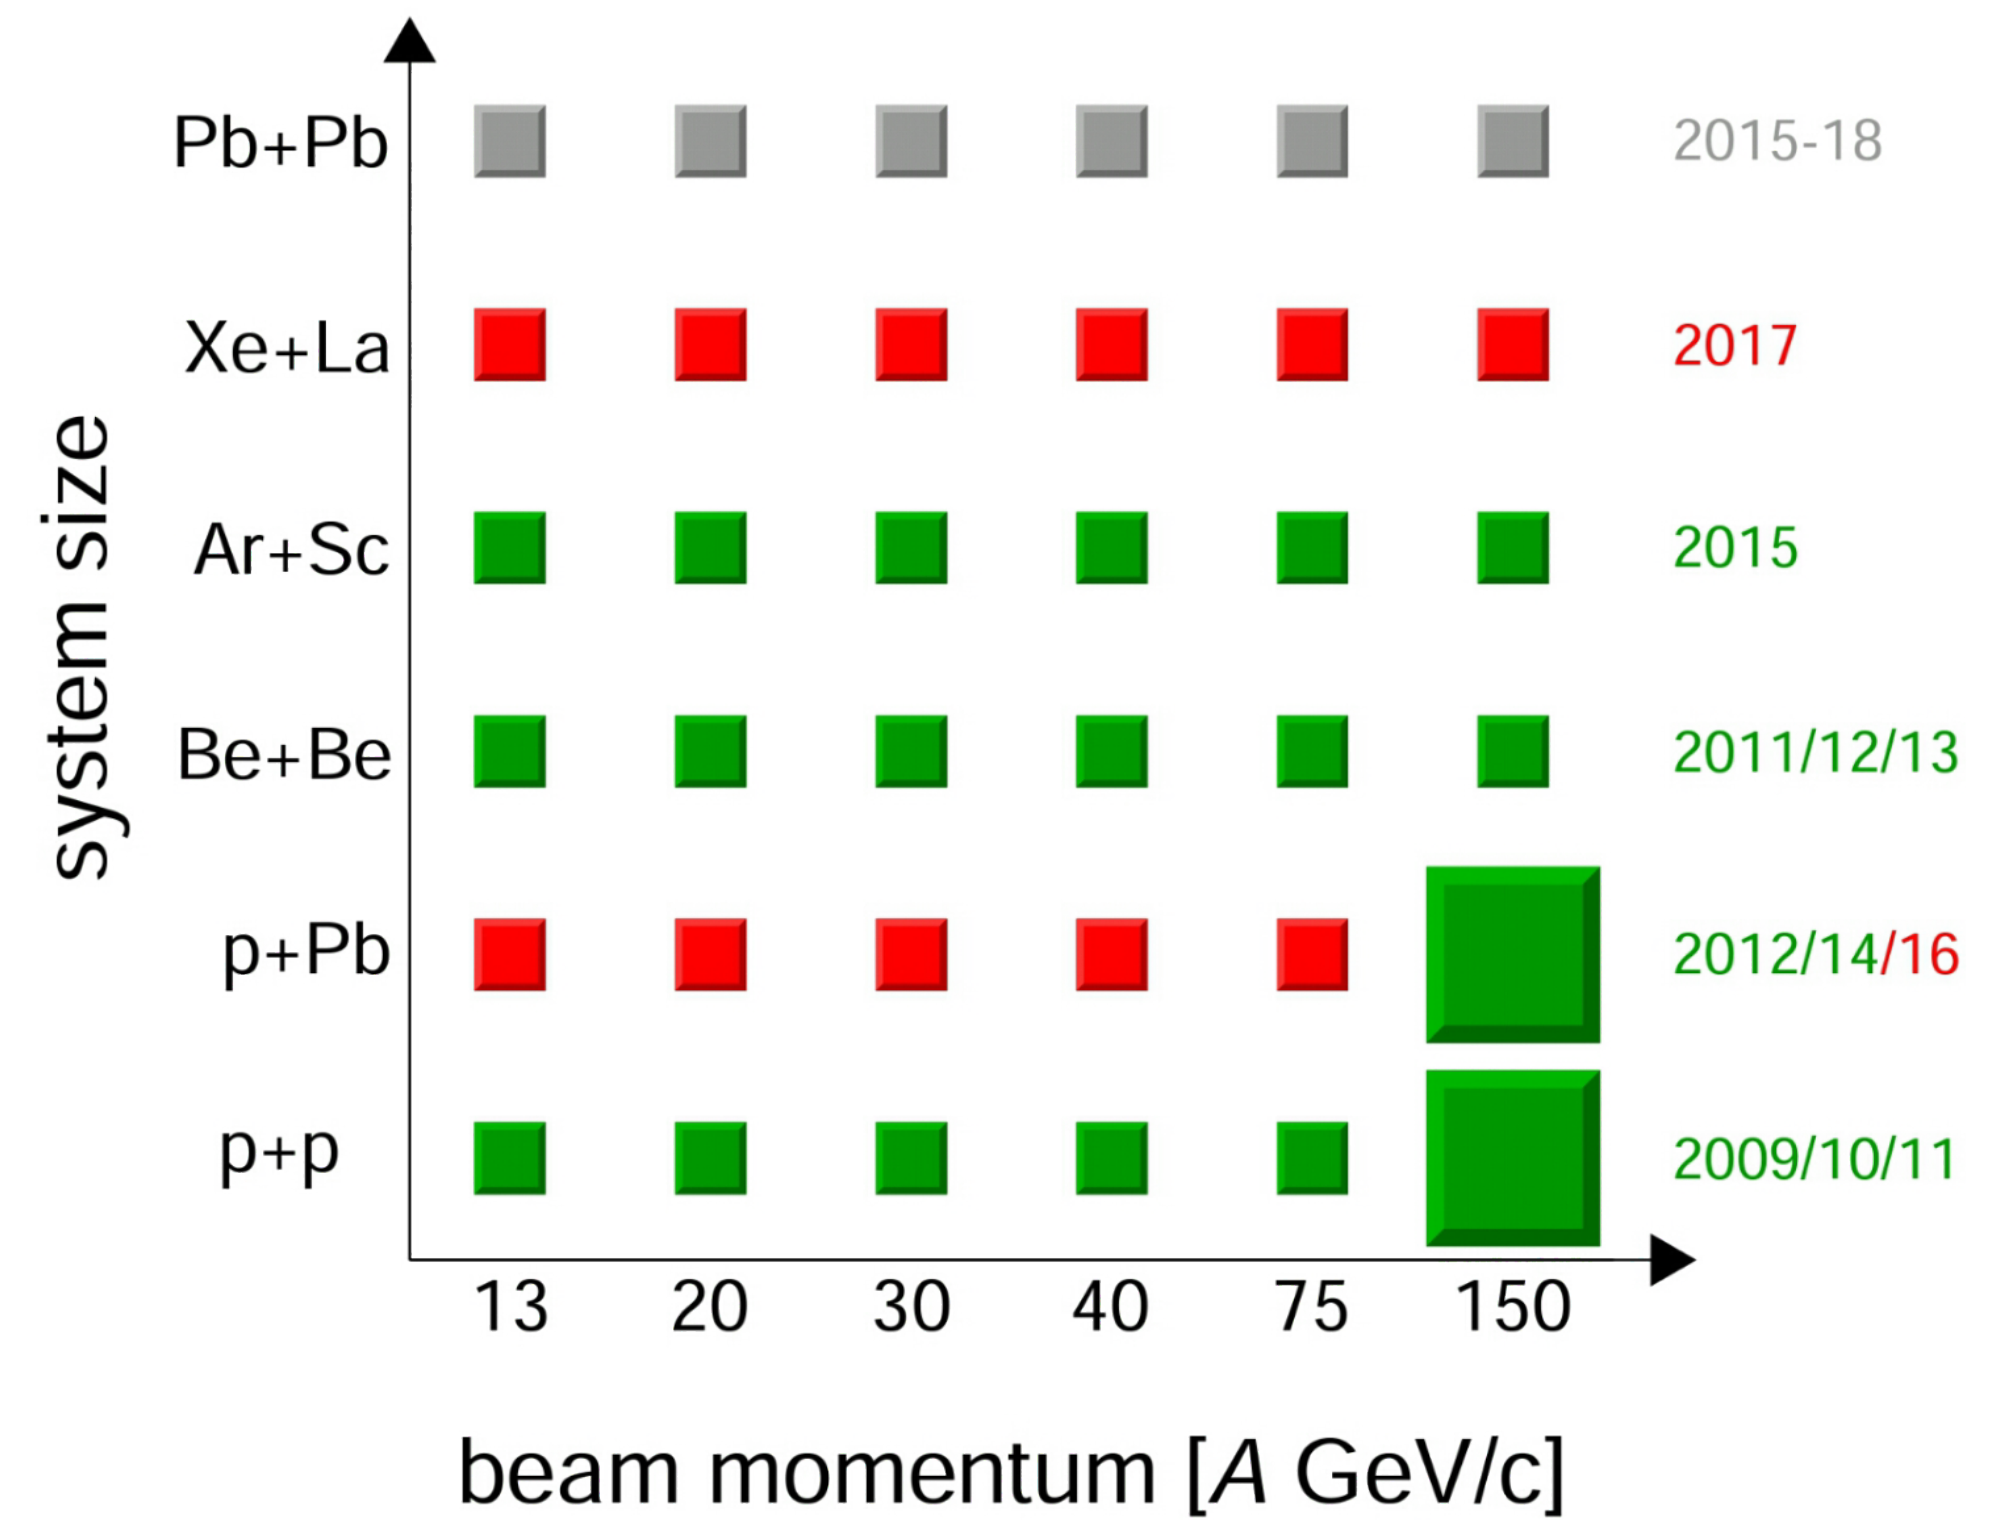 Pb+Pb 2015-18
Xe+La 2017
Ar+Sc 2015
Be+Be 2011/12/13
p+Pb 2012/14/16
p+p 2009/10/11
system size
13 20 30 40 75 150
beam momentum [A GeV/c]